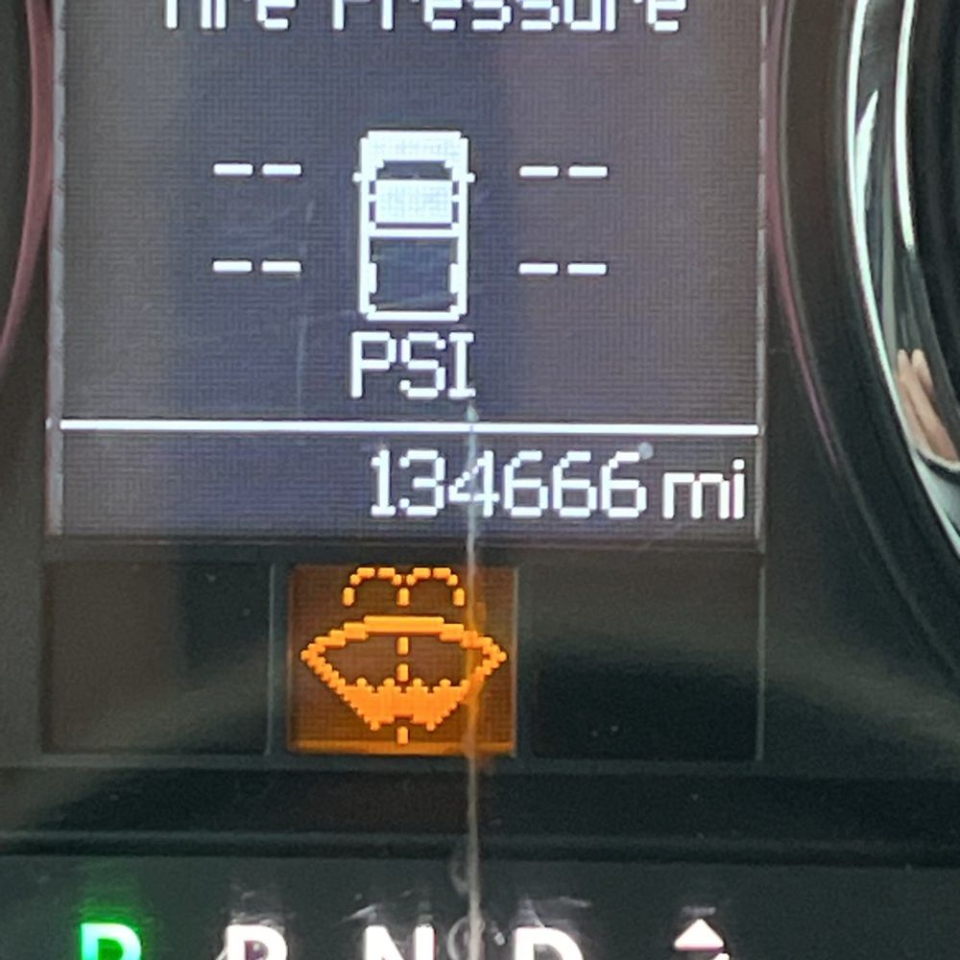 Tire Pressure
-- --
-- --
PSI
134666 mi
P R N D